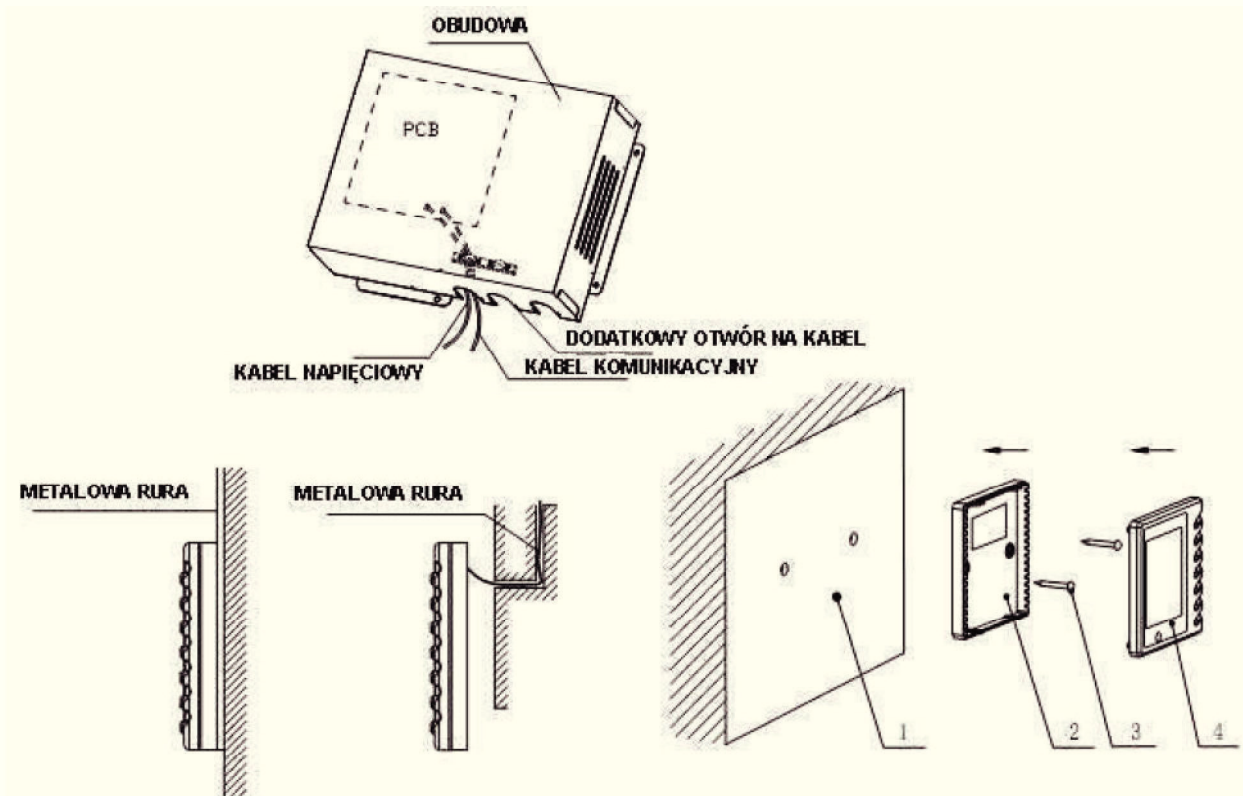 OBUDOWA
PCB
DODATKOWY OTWÓR NA KABEL
KABEL NAPIĘCIOWY
KABEL KOMUNIKACYJNY
METALOWA RURA
METALOWA RURA
1
2
3
4